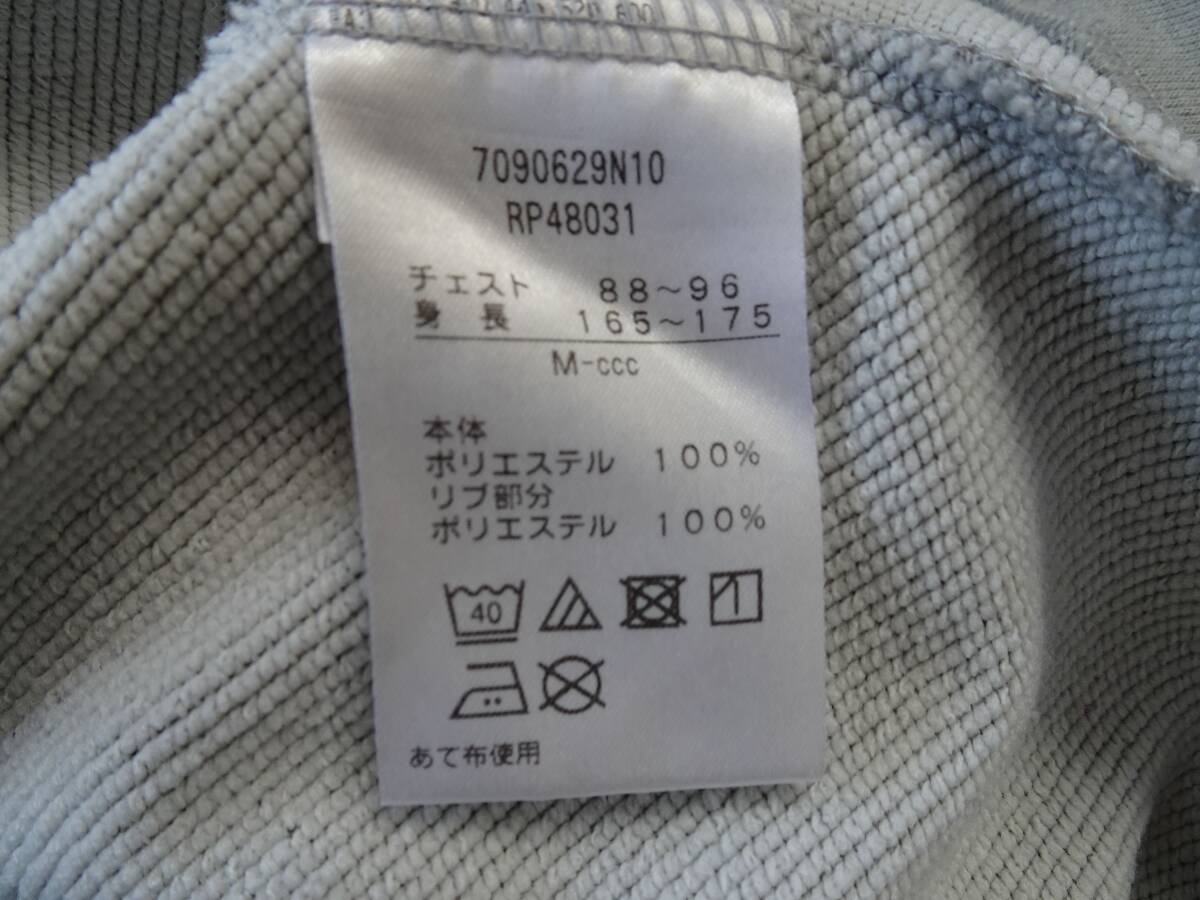 7090629N10
RP48031
チェスト 88~96
身長 165~175
M-ccc
本体
ポリエステル 100%
リブ部分
ポリエステル 100%
40
あて布使用